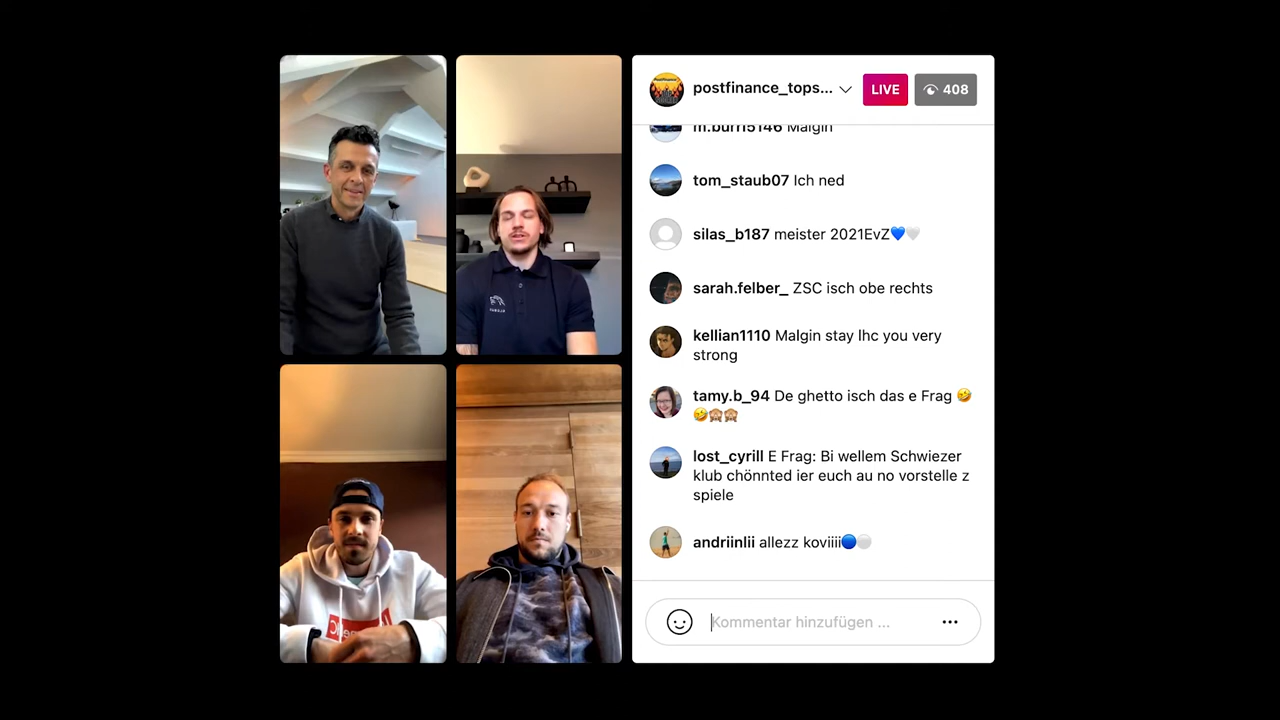 postfinance_tops...
LIVE
408
m.burri5146 Malgin
tom_staub07 Ich ned
silas_b187 meister 2021EvZ💙🤍
sarah.felber_ ZSC isch obe rechts
kellian1110 Malgin stay lhc you very
strong
tamy.b_94 De ghetto isch das e Frag 🤣
🤣🙈🙈
lost_cyrill E Frag: Bi wellem Schwiezer
klub chönnted ier euch au no vorstelle z
spiele
andriinlii allezz koviiii🔵⚪
Kommentar hinzufügen ...